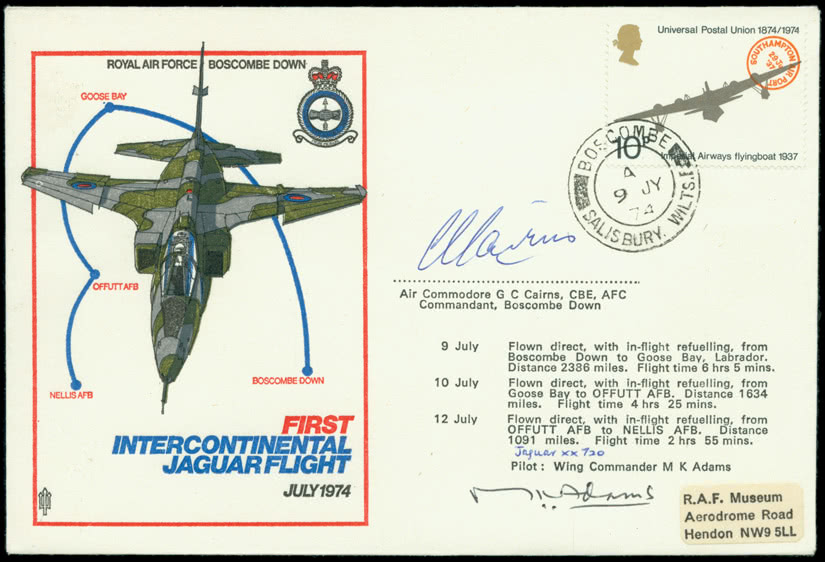 ROYAL AIR FORCE BOSCOMBE DOWN
GOOSE BAY
OFFUTT AFB
NELLIS AFB
BOSCOMBE DOWN
FIRST
INTERCONTINENTAL
JAGUAR FLIGHT
JULY 1974
Universal Postal Union 1874/1974
SOUTHAMPTON
AIR PORT
10p
Imperial Airways flyingboat 1937
BOSCOMBE
A
9 JY
74
SALISBURY. WILTS.
Air Commodore G C Cairns, CBE, AFC
Commandant, Boscombe Down
9 July Flown direct, with in-flight refuelling, from
Boscombe Down to Goose Bay, Labrador.
Distance 2386 miles. Flight time 6 hrs 5 mins.
10 July Flown direct, with in-flight refuelling, from
Goose Bay to OFFUTT AFB. Distance 1634
miles. Flight time 4 hrs 25 mins.
12 July Flown direct, with in-flight refuelling, from
OFFUTT AFB to NELLIS AFB. Distance
1091 miles. Flight time 2 hrs 55 mins.
Jaguar xx 720
Pilot: Wing Commander M K Adams
MK Adams
R.A.F. Museum
Aerodrome Road
Hendon NW9 5LL